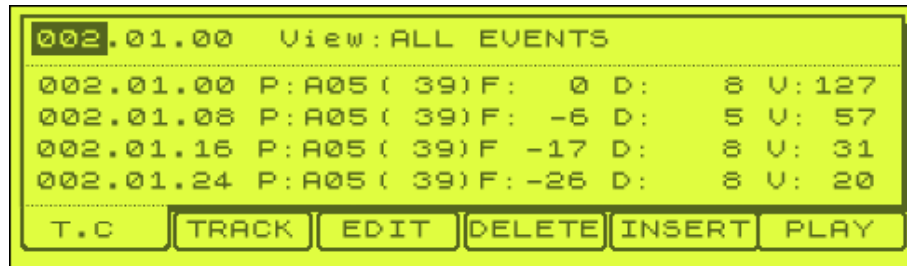 002.01.00 View:ALL EVENTS
002.01.00 P:A05( 39)F: 0 D: 8 V:127
002.01.08 P:A05( 39)F: -6 D: 5 V: 57
002.01.16 P:A05( 39)F -17 D: 8 V: 31
002.01.24 P:A05( 39)F:-26 D: 8 V: 20
T.C TRACK EDIT DELETE INSERT PLAY